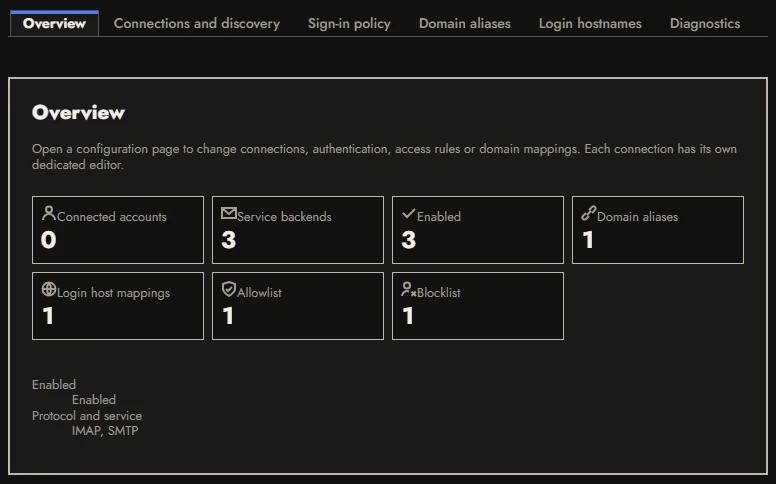 Overview Connections and discovery Sign-in policy Domain aliases Login hostnames Diagnostics
Overview
Open a configuration page to change connections, authentication, access rules or domain mappings. Each connection has its own
dedicated editor.
Connected accounts
0
Service backends
3
Enabled
3
Domain aliases
1
Login host mappings
1
Allowlist
1
Blocklist
1
Enabled
Enabled
Protocol and service
IMAP, SMTP